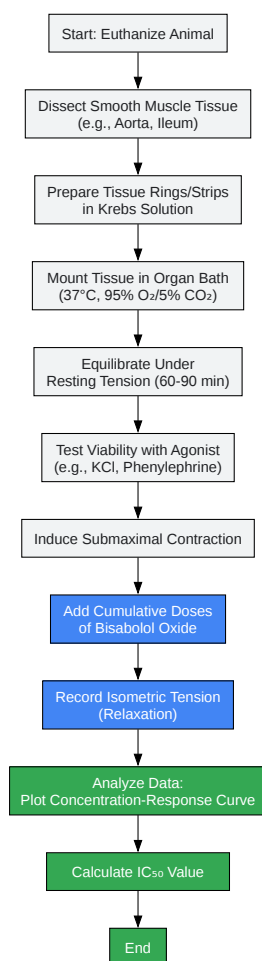 Start: Euthanize Animal
Dissect Smooth Muscle Tissue
(e.g., Aorta, Ileum)
Prepare Tissue Rings/Strips
in Krebs Solution
Mount Tissue in Organ Bath
(37°C, 95% O₂/5% CO₂)
Equilibrate Under
Resting Tension (60-90 min)
Test Viability with Agonist
(e.g., KCl, Phenylephrine)
Induce Submaximal Contraction
Add Cumulative Doses
of Bisabolol Oxide
Record Isometric Tension
(Relaxation)
Analyze Data:
Plot Concentration-Response Curve
Calculate IC₅₀ Value
End